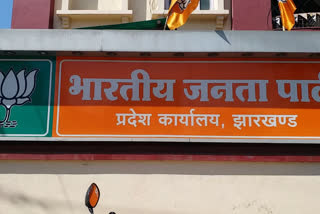 भारतीय जनता पा
प्रदेश कार्यालय, झारखण्ड